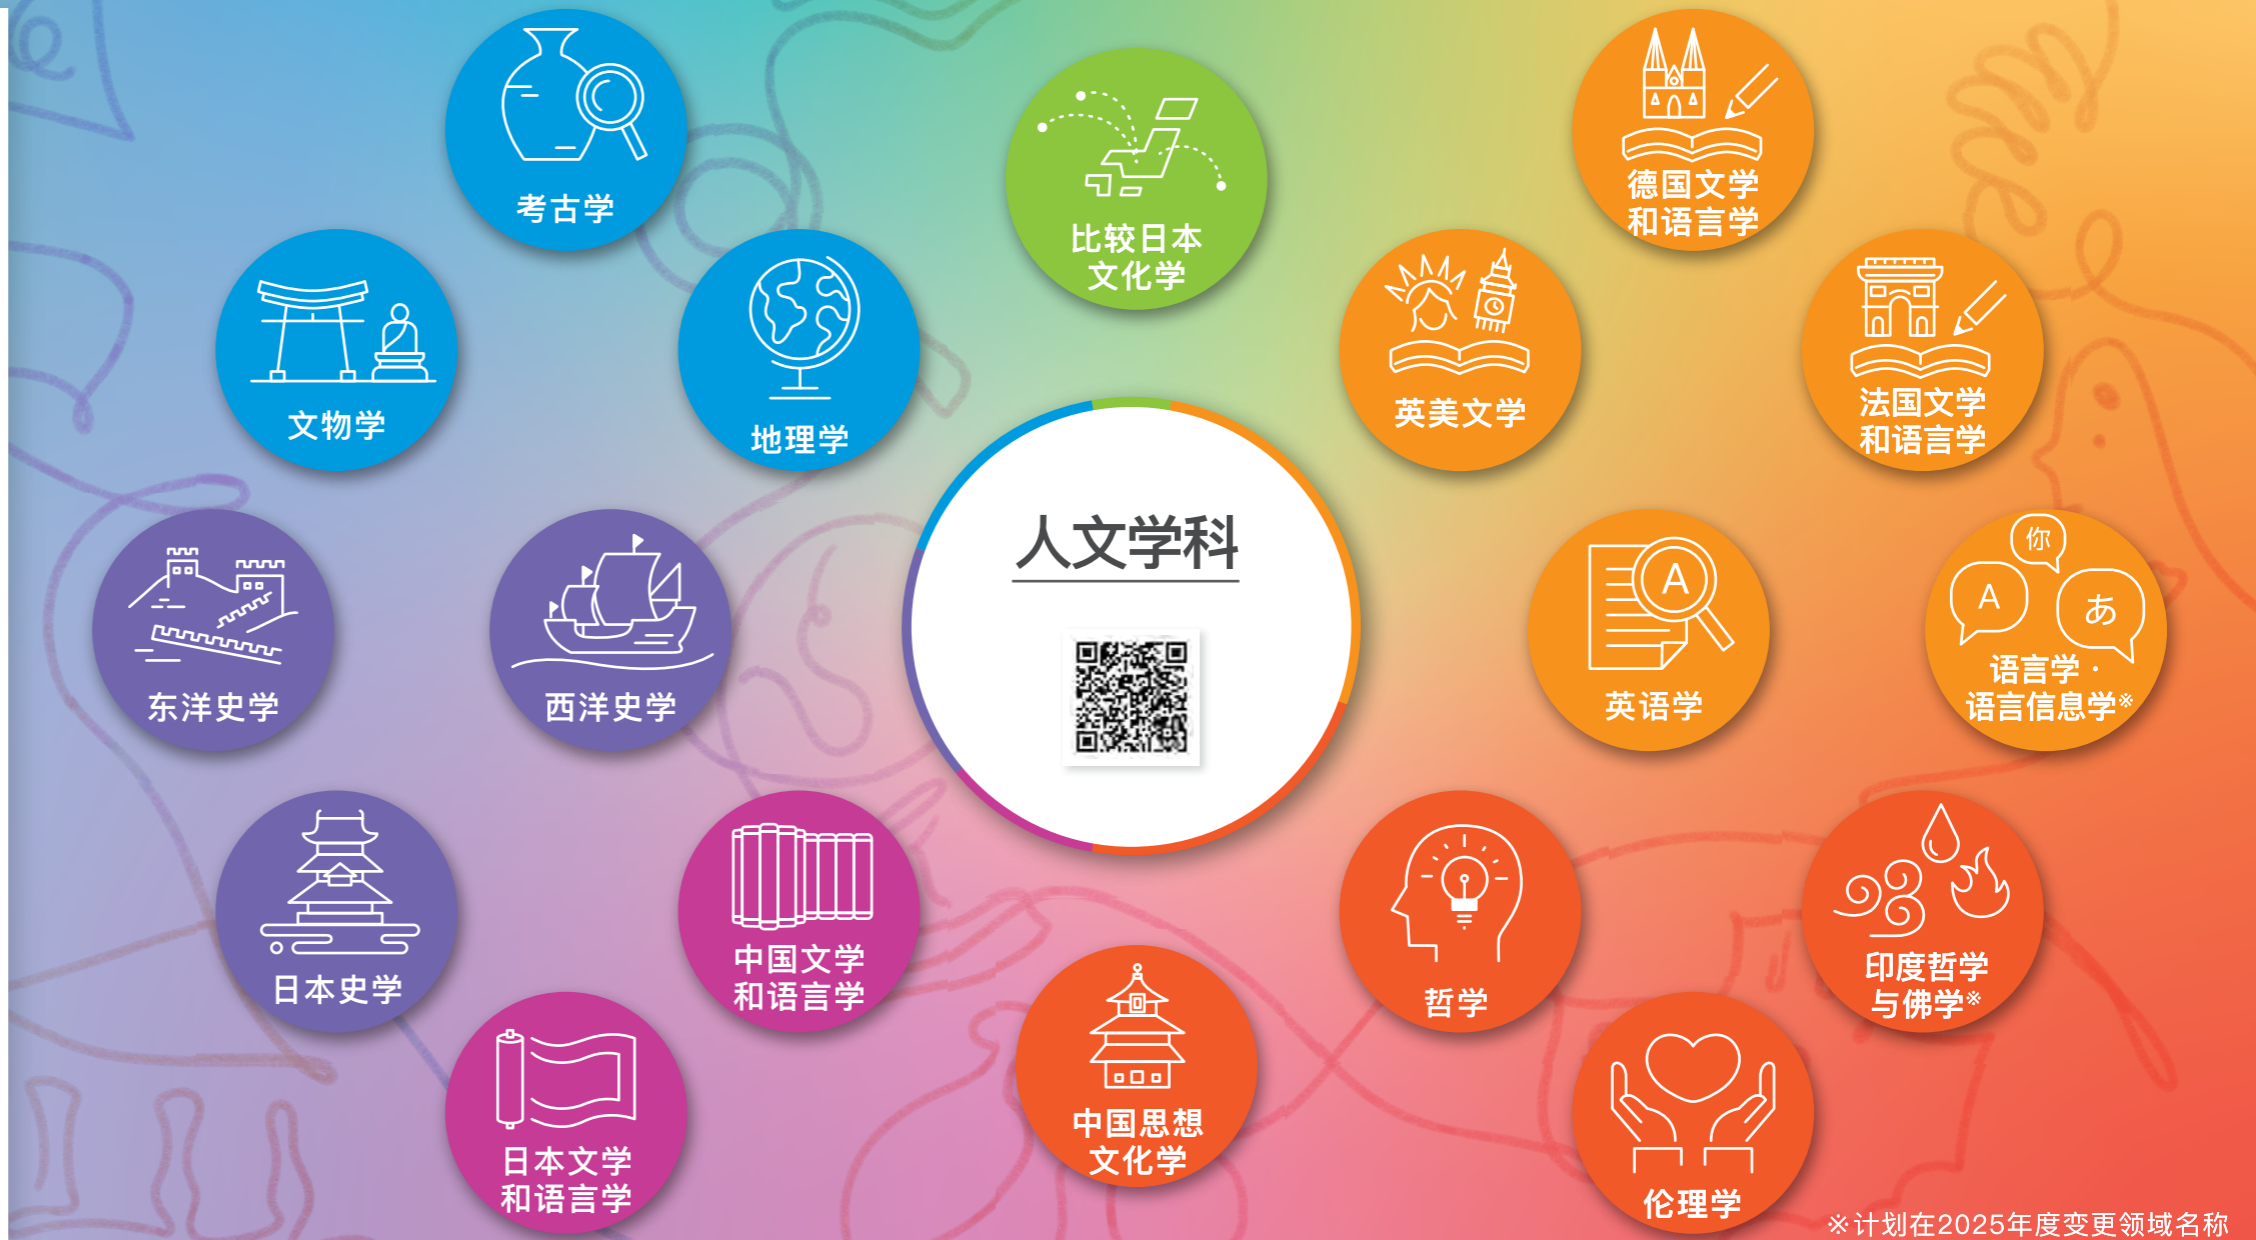 考古学
比较日本
文化学
德国文学
和语言学
文物学
地理学
英美文学
法国文学
和语言学
人文学科
东洋史学
西洋史学
A
英语学
你
A
あ
语言学·
语言信息学※
日本史学
中国文学
和语言学
哲学
印度哲学
与佛学※
日本文学
和语言学
中国思想
文化学
伦理学
※计划在2025年度变更领域名称